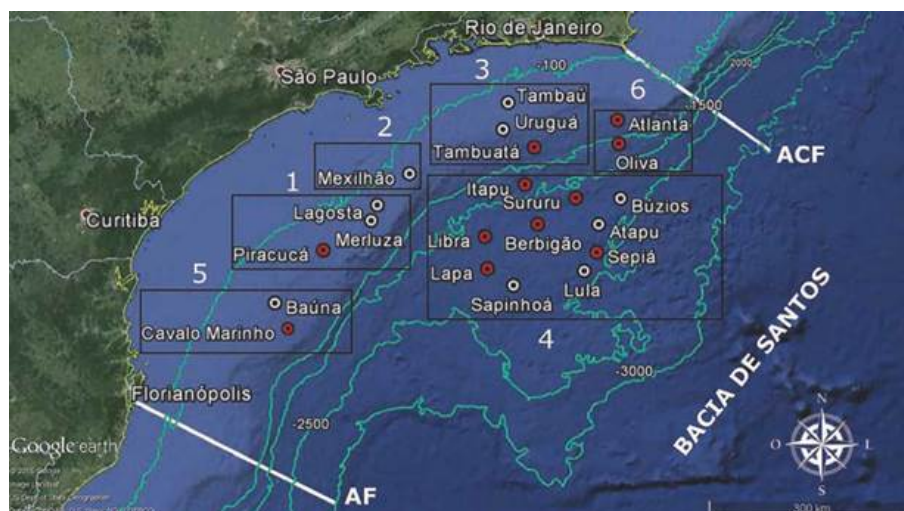 Rio de Janeiro
São Paulo
-100
2000
3
6
Tambaú
-1500
Uruguá
Atlanta
2
Tambuatá
Oliva
ACF
Mexilhão
Itapu
1
Sururu
Búzios
Curitiba
Lagosta
Merluza
Atapu
Libra
Berbigão
Piracucá
Sepiá
5
Lapa
Lula
Baúna
Sapinhoá
Cavalo Marinho
4
-3000
BACIA DE SANTOS
Florianópolis
N
-2500
O
L
Google earth
S
AF
300 km